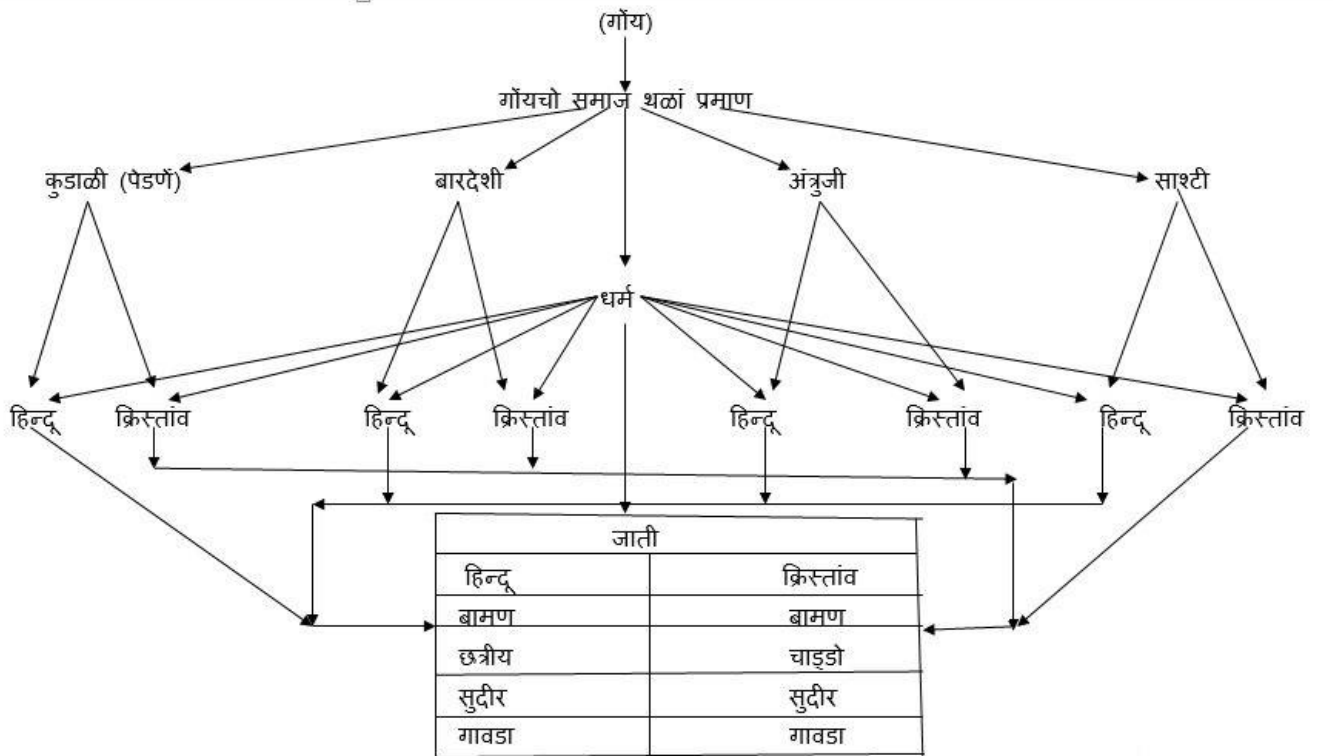 (गोंय)
गोंयचो समाज थळां प्रमाण
कुडाळी (पेडणें) बारदेशी अंत्रुजी साश्टी
धर्म
हिन्दू क्रिस्तांव हिन्दू क्रिस्तांव हिन्दू क्रिस्तांव हिन्दू क्रिस्तांव
जाती
हिन्दू क्रिस्तांव
बामण बामण
छत्रीय चाड्डो
सुदीर सुदीर
गावडा गावडा